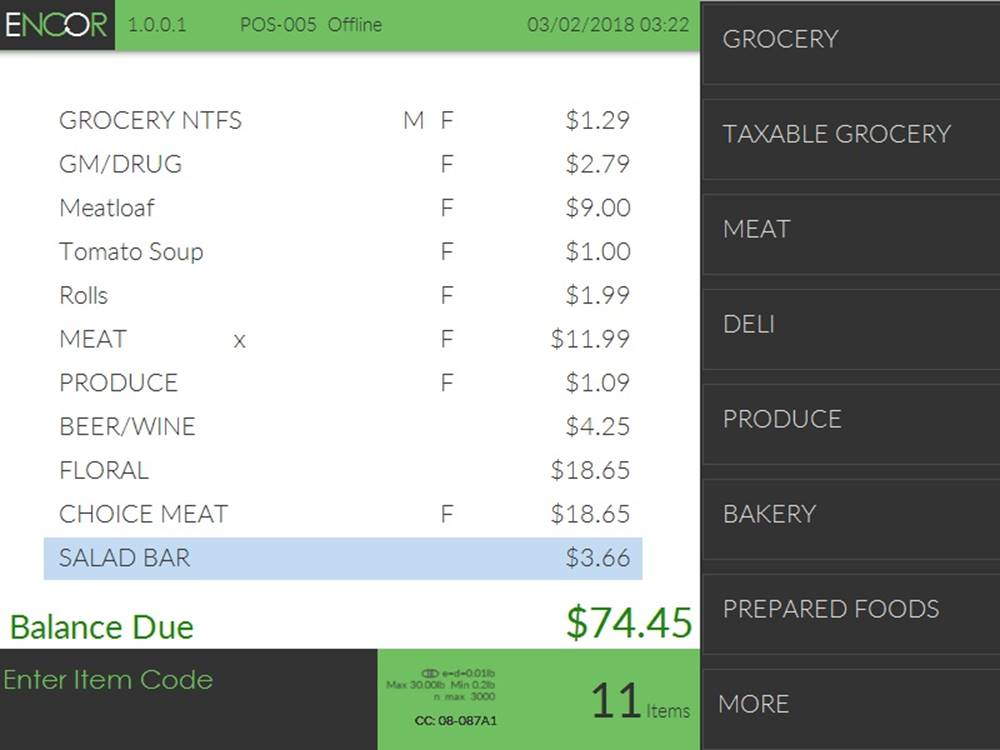 ENCOR 1.0.0.1 POS-005 Offline 03/02/2018 03:22
GROCERY NTFS M F $1.29
GM/DRUG F $2.79
Meatloaf F $9.00
Tomato Soup F $1.00
Rolls F $1.99
MEAT x F $11.99
PRODUCE F $1.09
BEER/WINE $4.25
FLORAL $18.65
CHOICE MEAT F $18.65
SALAD BAR $3.66
Balance Due $74.45
Enter Item Code
e=d=0.01lb
Max 30.00lb Min 0.2lb
n max 3000
CC: 08-087A1
11 Items
GROCERY
TAXABLE GROCERY
MEAT
DELI
PRODUCE
BAKERY
PREPARED FOODS
MORE